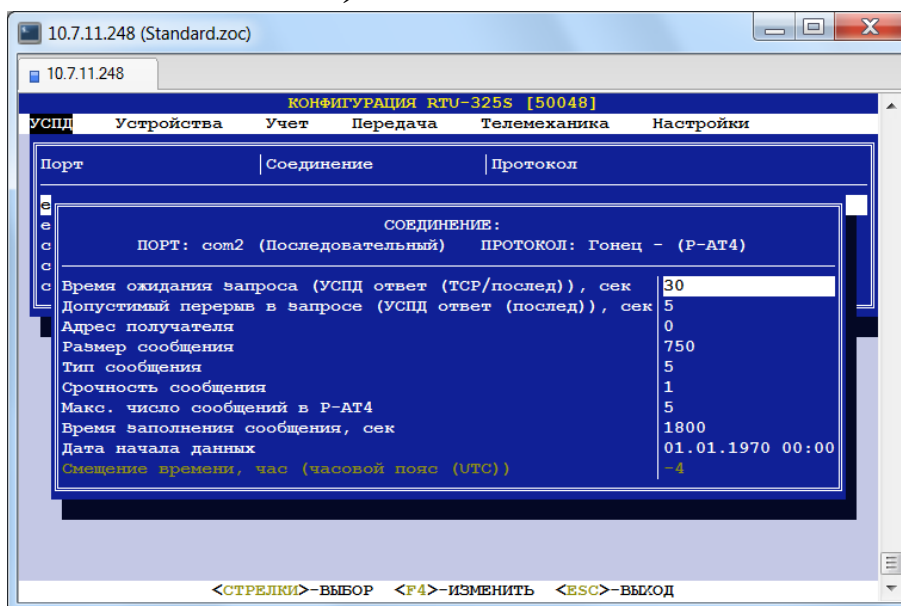 10.7.11.248 (Standard.zoc)
10.7.11.248
КОНФИГУРАЦИЯ RTU-325S [50048]
УСПД Устройства Учет Передача Телемеханика Настройки
Порт Соединение Протокол
е
е
с
с
с
СОЕДИНЕНИЕ:
ПОРТ: com2 (Последовательный) ПРОТОКОЛ: Гонец - (Р-АТ4)
Время ожидания запроса (УСПД ответ (TCP/послед)), сек 30
Допустимый перерыв в запросе (УСПД ответ (послед)), сек 5
Адрес получателя 0
Размер сообщения 750
Тип сообщения 5
Срочность сообщения 1
Макс. число сообщений в Р-АТ4 5
Время заполнения сообщения, сек 1800
Дата начала данных 01.01.1970 00:00
Смещение времени, час (часовой пояс (UTC)) -4
<СТРЕЛКИ>-ВЫБОР <F4>-ИЗМЕНИТЬ <ESC>-ВЫХОД